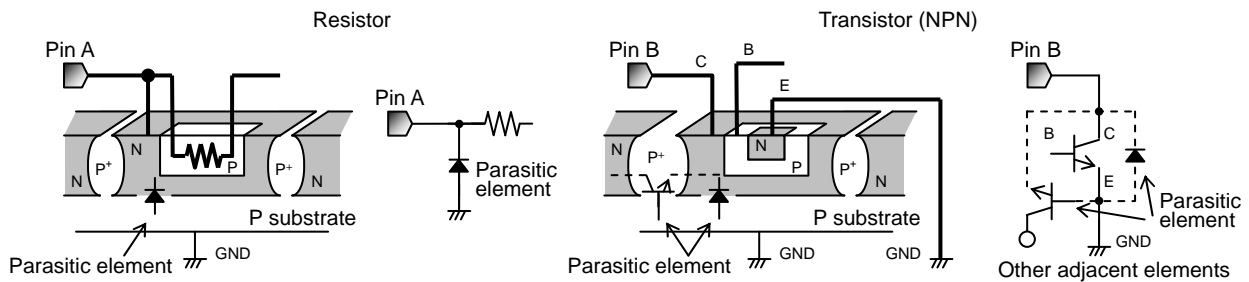 Resistor
Transistor (NPN)
Pin A
Pin B
B
C
E
Pin B
Pin A
N
P+
N
P
P+
N
Parasitic
element
P substrate
GND
Parasitic element
N
P+
N
P
P+
N
P substrate
GND
GND
Parasitic element
B
C
E
Parasitic
element
GND
Other adjacent elements